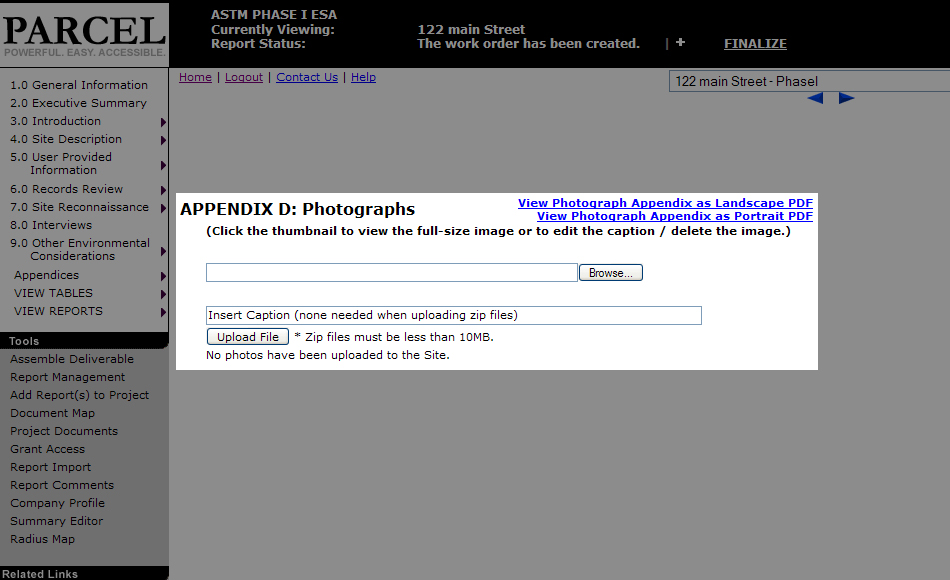 PARCEL
POWERFUL. EASY. ACCESSIBLE.
ASTM PHASE I ESA
Currently Viewing: 122 main Street
Report Status: The work order has been created. | + FINALIZE
Home | Logout | Contact Us | Help
122 main Street - PhaseI
1.0 General Information
2.0 Executive Summary
3.0 Introduction
4.0 Site Description
5.0 User Provided
Information
6.0 Records Review
7.0 Site Reconnaissance
8.0 Interviews
9.0 Other Environmental
Considerations
Appendices
VIEW TABLES
VIEW REPORTS
Tools
Assemble Deliverable
Report Management
Add Report(s) to Project
Document Map
Project Documents
Grant Access
Report Import
Report Comments
Company Profile
Summary Editor
Radius Map
Related Links
APPENDIX D: Photographs
View Photograph Appendix as Landscape PDF
View Photograph Appendix as Portrait PDF
(Click the thumbnail to view the full-size image or to edit the caption / delete the image.)
Browse...
Insert Caption (none needed when uploading zip files)
Upload File * Zip files must be less than 10MB.
No photos have been uploaded to the Site.